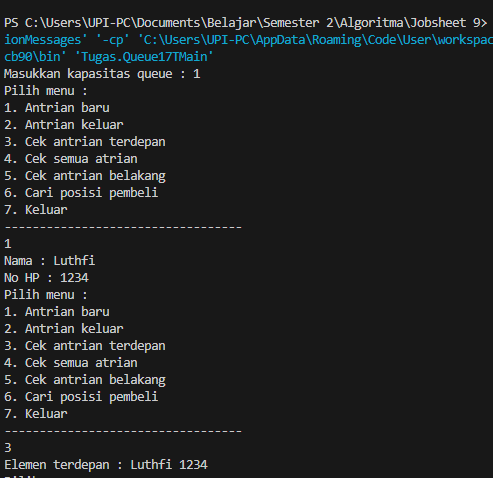 PS C:\Users\UPI-PC\Documents\Belajar\Semester 2\Algoritma\Jobsheet 9>
ionMessages' '-cp' 'C:\Users\UPI-PC\AppData\Roaming\Code\User\workspac
cb90\bin' 'Tugas.Queue17TMain'
Masukkan kapasitas queue : 1
Pilih menu :
1. Antrian baru
2. Antrian keluar
3. Cek antrian terdepan
4. Cek semua atrian
5. Cek antrian belakang
6. Cari posisi pembeli
7. Keluar
----------------------------------
1
Nama : Luthfi
No HP : 1234
Pilih menu :
1. Antrian baru
2. Antrian keluar
3. Cek antrian terdepan
4. Cek semua atrian
5. Cek antrian belakang
6. Cari posisi pembeli
7. Keluar
----------------------------------
3
Elemen terdepan : Luthfi 1234